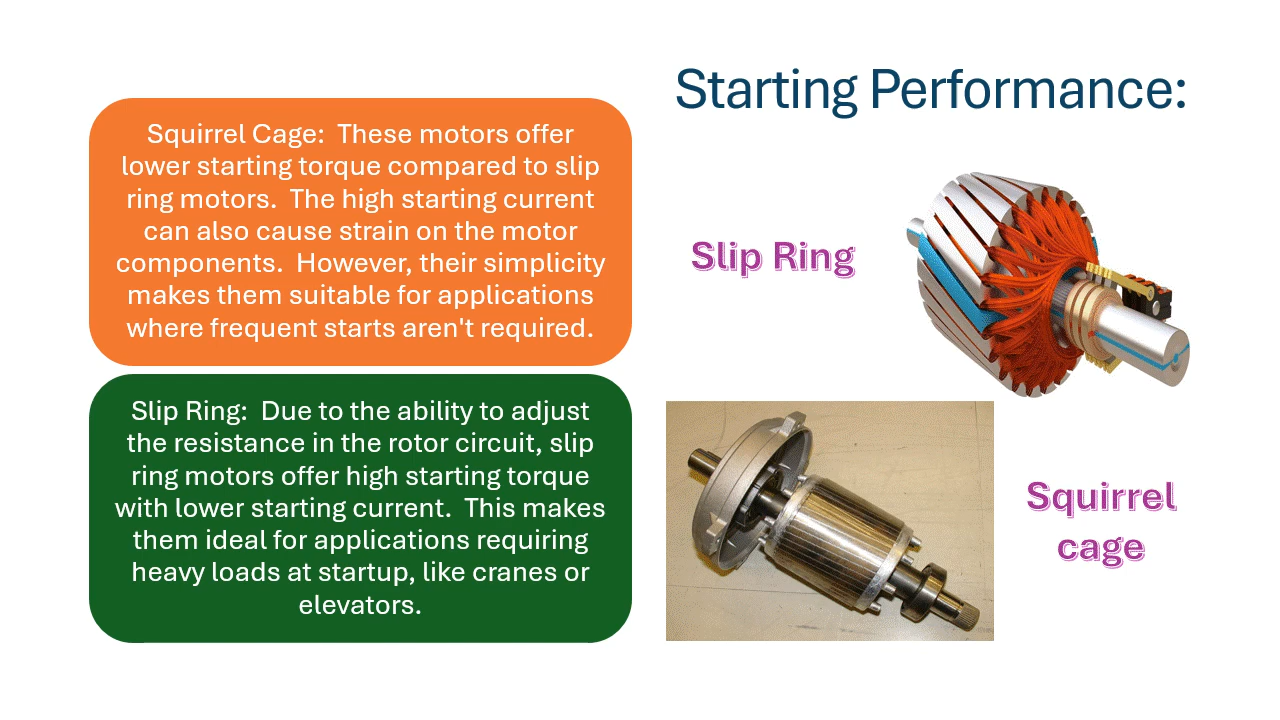 Starting Performance:
Squirrel Cage:  These motors offer
lower starting torque compared to slip
ring motors.  The high starting current
can also cause strain on the motor
components.  However, their simplicity
makes them suitable for applications
where frequent starts aren't required.
Slip Ring:  Due to the ability to adjust
the resistance in the rotor circuit, slip
ring motors offer high starting torque
with lower starting current.  This makes
them ideal for applications requiring
heavy loads at startup, like cranes or
elevators.
Slip Ring
Squirrel
cage